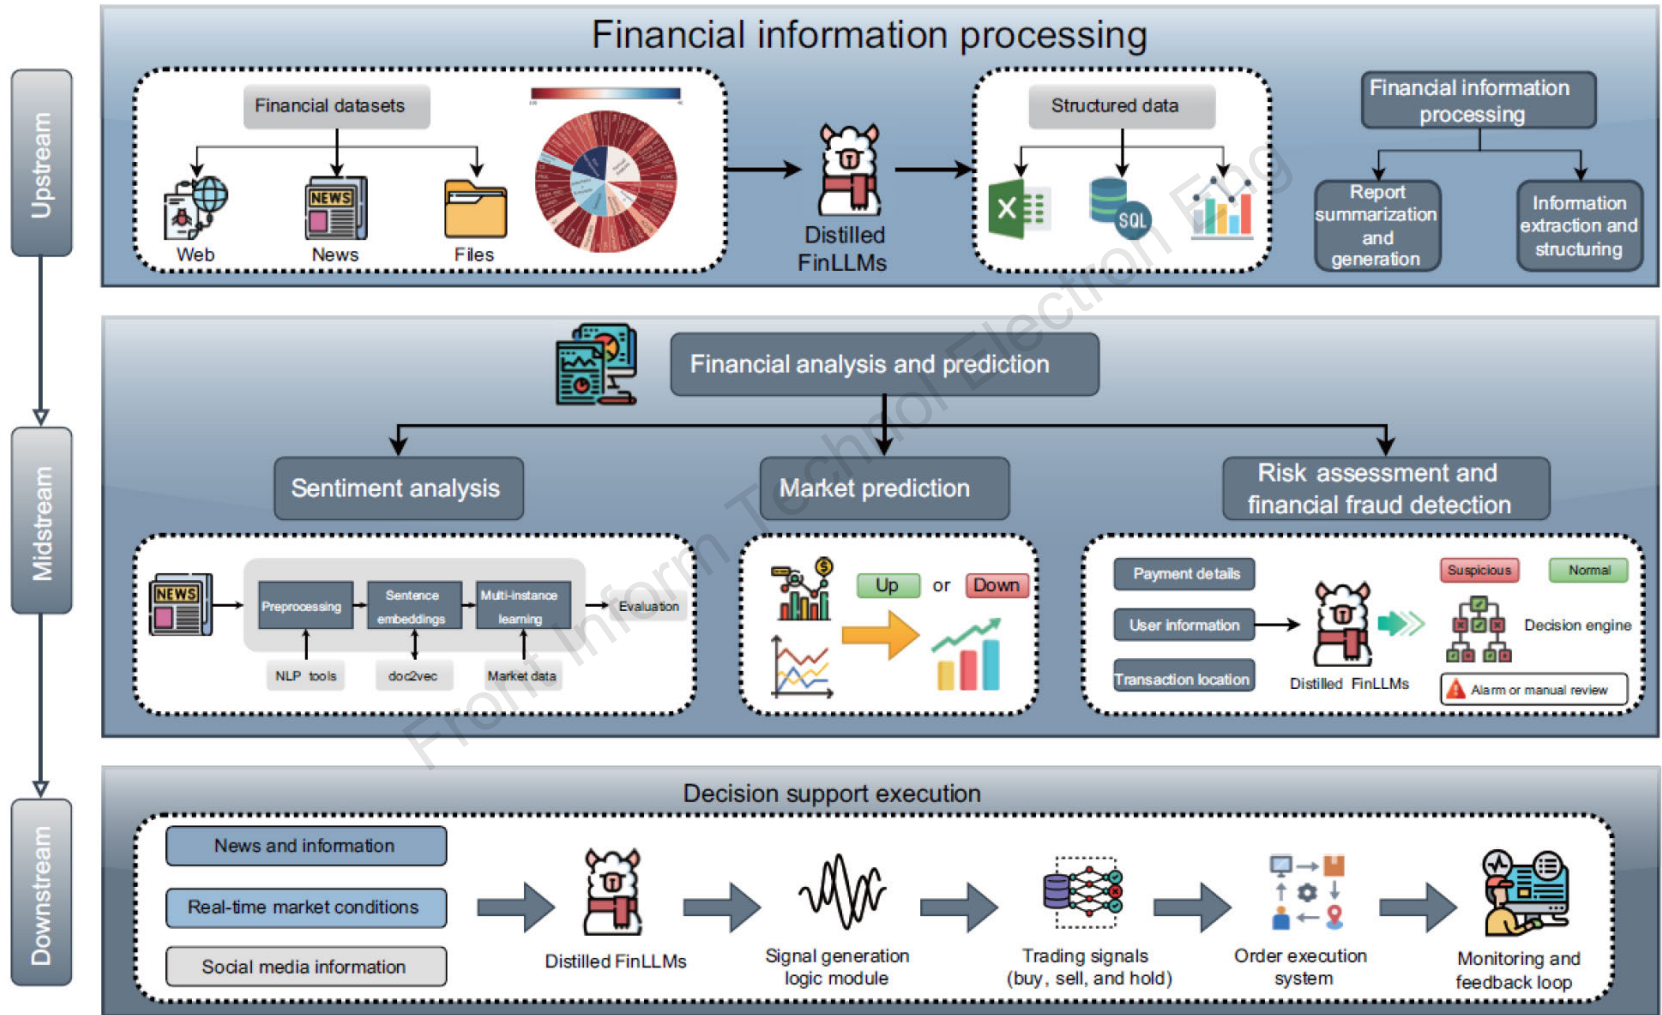 Financial information processing
Upstream
Financial datasets
Web
NEWS
News
Files
Distilled
FinLLMs
Structured data
X
SQL
Financial information
processing
Report
summarization
and
generation
Information
extraction and
structuring
Midstream
Financial analysis and prediction
Sentiment analysis
Market prediction
Risk assessment and
financial fraud detection
NEWS
Preprocessing
Sentence
embeddings
Multi-instance
learning
Evaluation
NLP tools
doc2vec
Market data
$
Up
or
Down
Payment details
User information
Transaction location
Distilled FinLLMs
Suspicious
Normal
Decision engine
Alarm or manual review
Downstream
Decision support execution
News and information
Real-time market conditions
Social media information
Distilled FinLLMs
Signal generation
logic module
Trading signals
(buy, sell, and hold)
Order execution
system
Monitoring and
feedback loop
Front Inform Technol Electron Eng